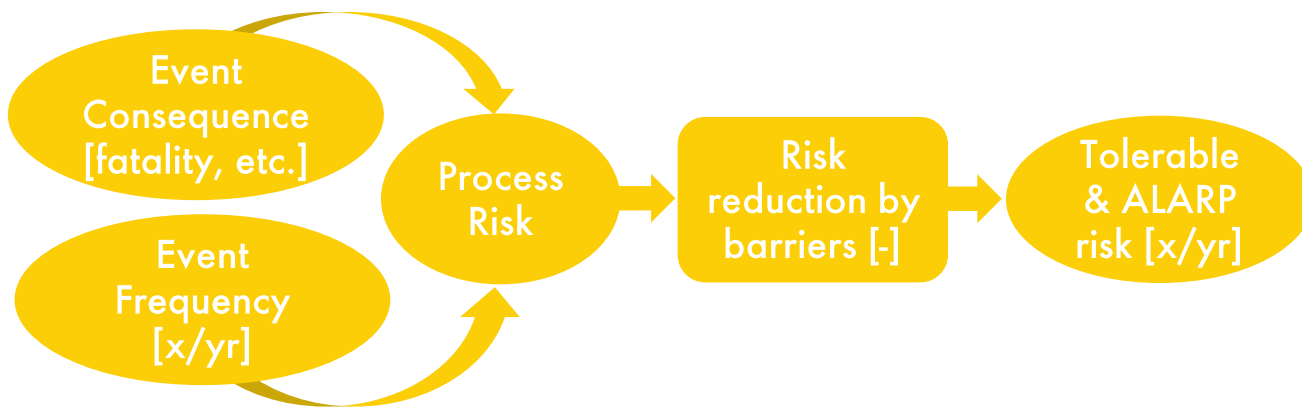 Event
Consequence
[fatality, etc.]
Event
Frequency
[x/yr]
Process
Risk
Risk
reduction by
barriers [-]
Tolerable
& ALARP
risk [x/yr]